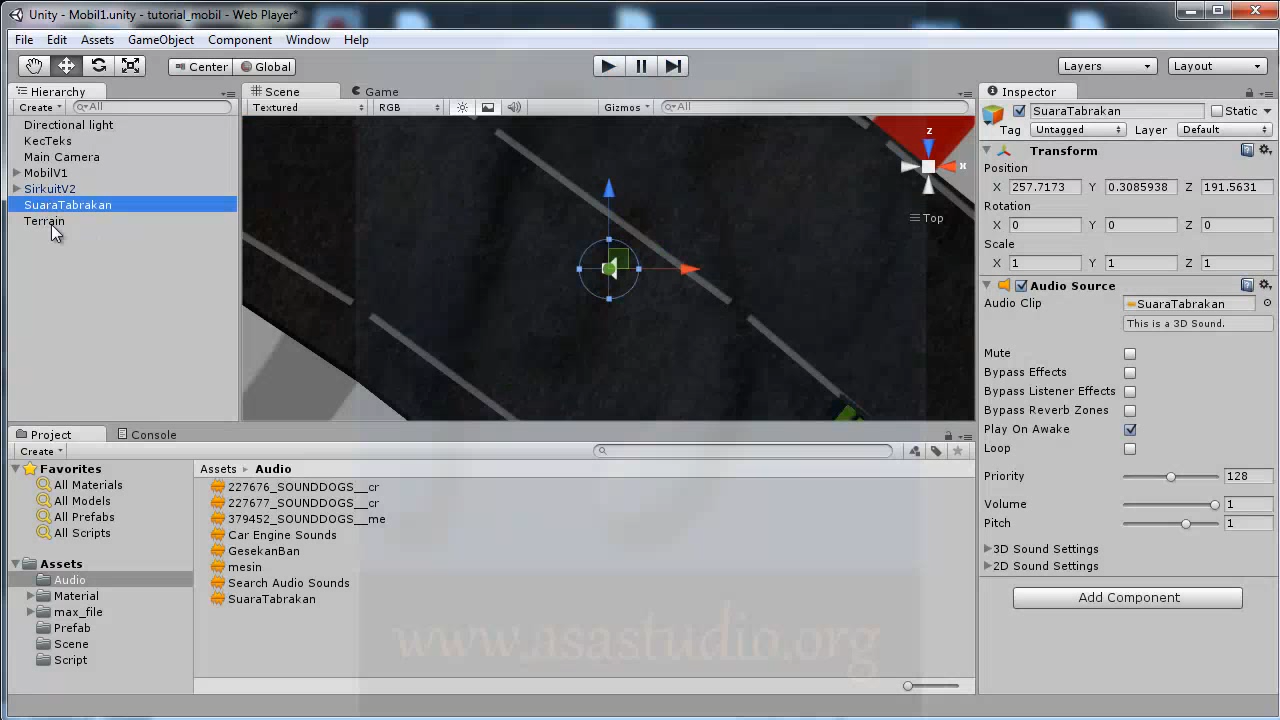 Unity - Mobil1.unity - tutorial_mobil - Web Player*
File Edit Assets GameObject Component Window Help
Center Global Layers Layout
Hierarchy
Create All
Directional light
KecTeks
Main Camera
MobilV1
SirkuitV2
SuaraTabrakan
Terrain
Scene Game
Textured RGB Gizmos All
z
x
Top
Inspector
SuaraTabrakan Static
Tag Untagged Layer Default
Transform
Position
X 257.7173 Y 0.3085938 Z 191.5631
Rotation
X 0 Y 0 Z 0
Scale
X 1 Y 1 Z 1
Audio Source
Audio Clip SuaraTabrakan
This is a 3D Sound.
Mute
Bypass Effects
Bypass Listener Effects
Bypass Reverb Zones
Play On Awake
Loop
Priority 128
Volume 1
Pitch 1
3D Sound Settings
2D Sound Settings
Add Component
Project Console
Create
Favorites
All Materials
All Models
All Prefabs
All Scripts
Assets
Audio
Material
max_file
Prefab
Scene
Script
Assets Audio
227676_SOUNDDOGS__cr
227677_SOUNDDOGS__cr
379452_SOUNDDOGS__me
Car Engine Sounds
GesekanBan
mesin
Search Audio Sounds
SuaraTabrakan
www.asastudio.org